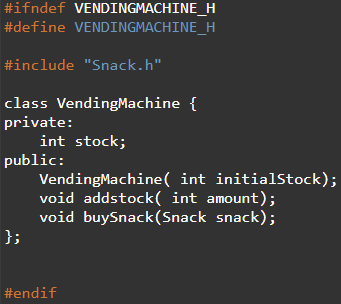 #ifndef VENDINGMACHINE_H
#define VENDINGMACHINE_H
#include "Snack.h"
class VendingMachine {
private:
int stock;
public:
VendingMachine( int initialStock);
void addstock( int amount);
void buySnack(Snack snack);
};
#endif